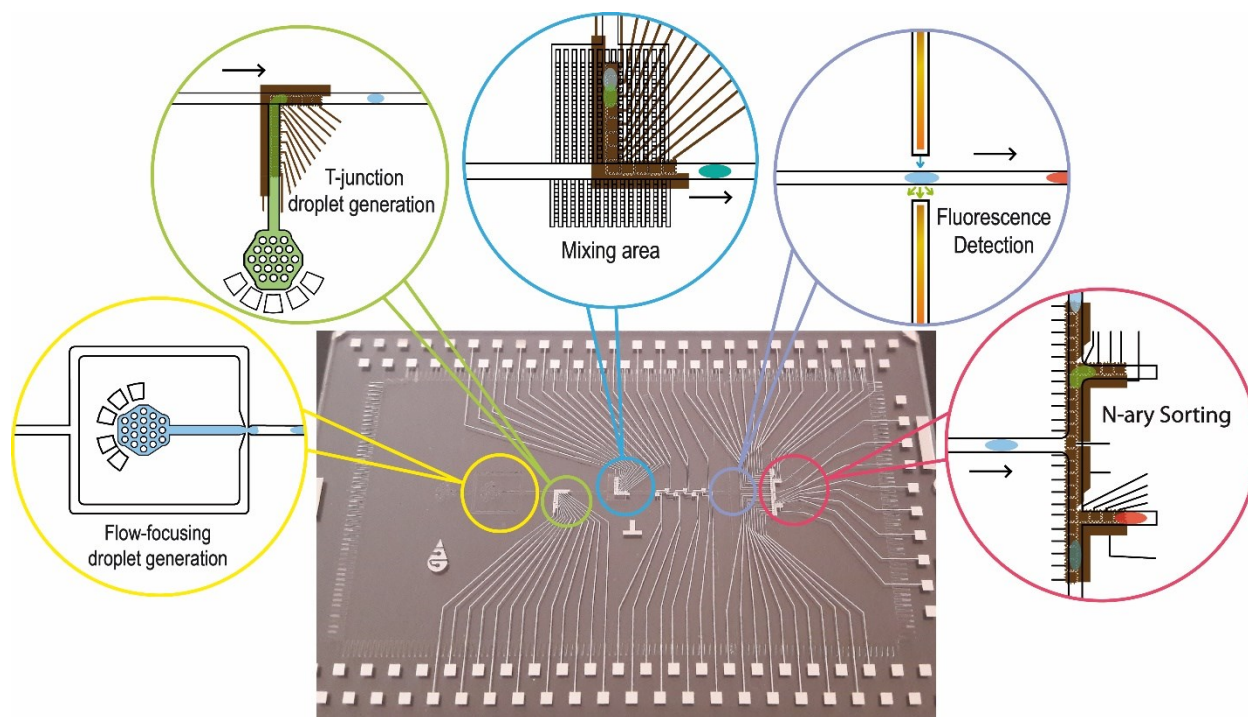 T-junction
droplet generation
Mixing area
Fluorescence
Detection
N-ary Sorting
Flow-focusing
droplet generation